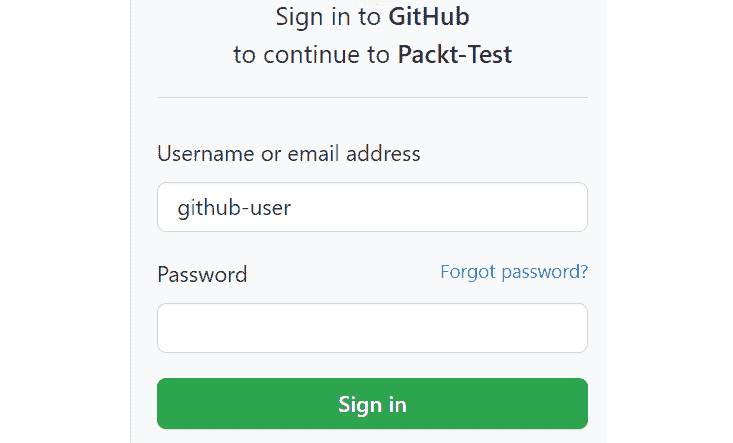 Sign in to GitHub
to continue to Packt-Test
Username or email address
github-user
Password Forgot password?
Sign in